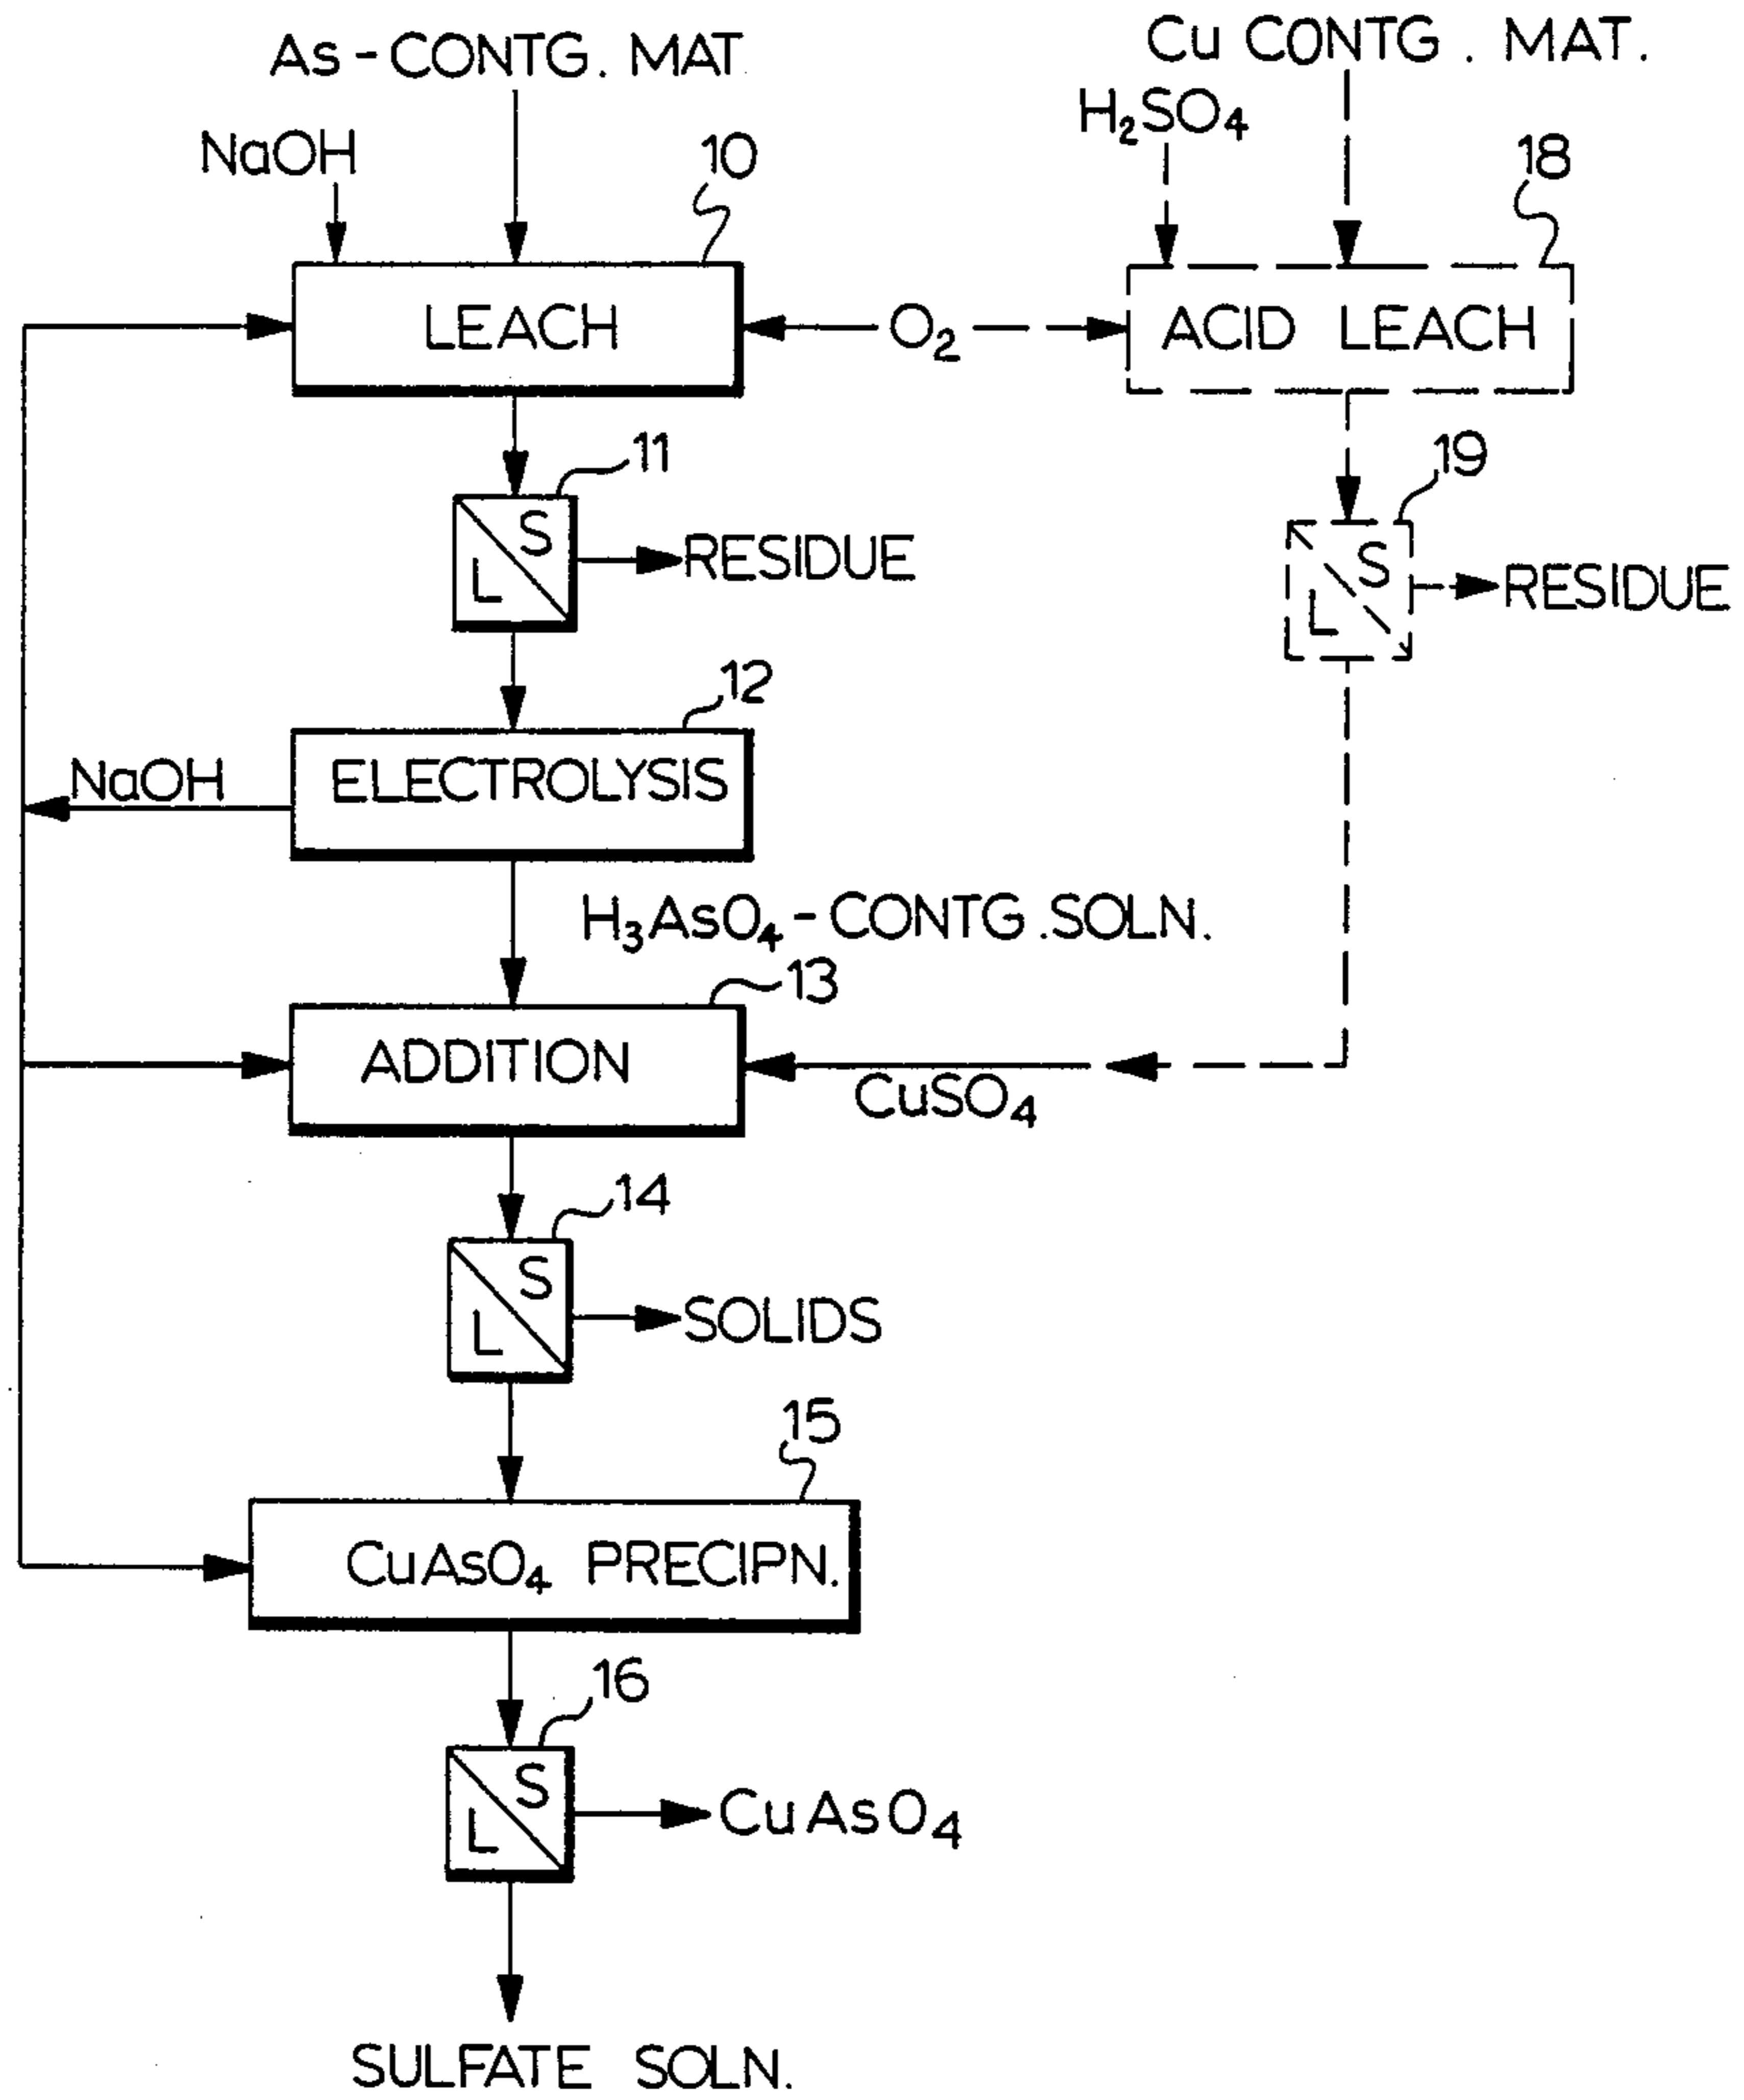 As-CONTG. MAT
Cu CONTG. MAT.
NaOH
H₂SO₄
10
18
LEACH
O₂
ACID LEACH
11
19
S
L
RESIDUE
S
L
RESIDUE
12
ELECTROLYSIS
NaOH
H₃AsO₄-CONTG.SOLN.
13
ADDITION
CuSO₄
14
S
L
SOLIDS
15
CuAsO₄ PRECIPN.
16
S
L
CuAsO₄
SULFATE SOLN.